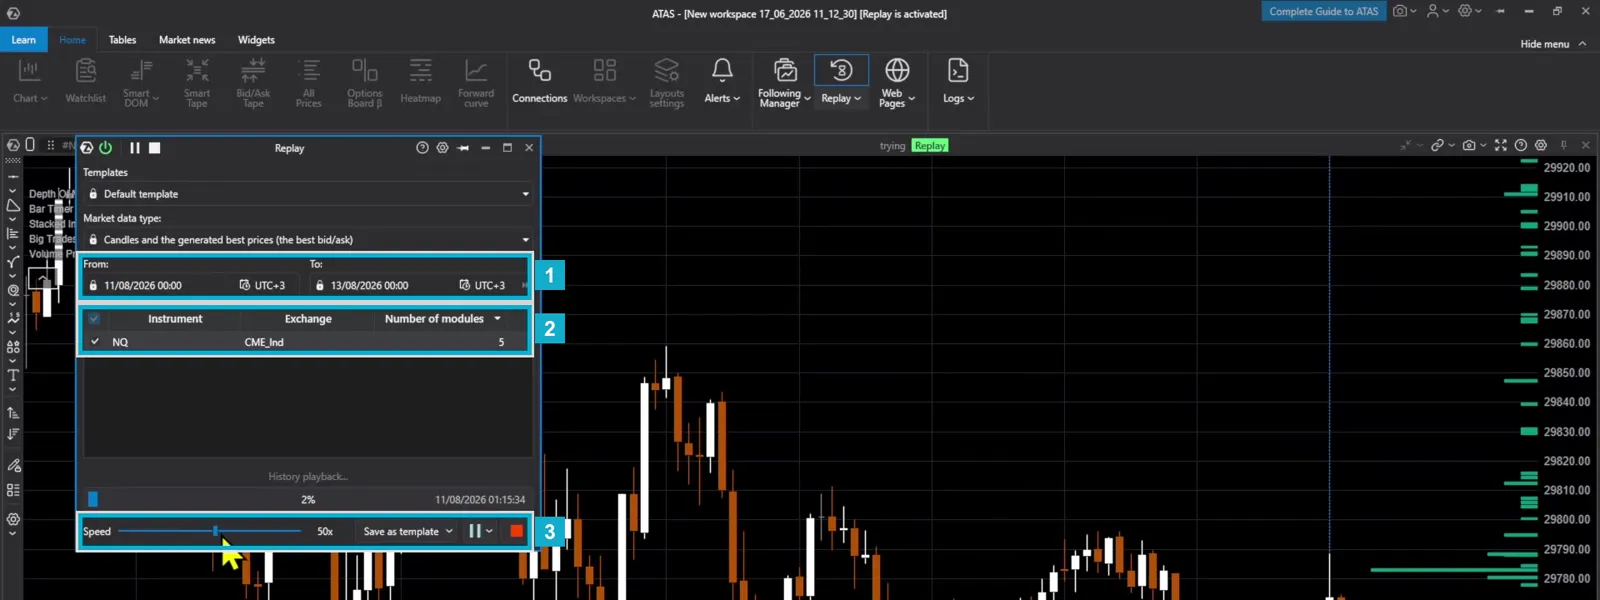 ATAS - [New workspace 17_06_2026 11_12_30] [Replay is activated]
Complete Guide to ATAS
Learn
Home
Tables
Market news
Widgets
Hide menu
Chart
Watchlist
Smart DOM
Smart Tape
Bid/Ask Tape
All Prices
Options Board β
Heatmap
Forward curve
Connections
Workspaces
Layouts settings
Alerts
Following Manager
Replay
Web Pages
Logs
trying
Replay
Replay
Templates
Default template
Market data type:
Candles and the generated best prices (the best bid/ask)
From:
To:
11/08/2026 00:00
UTC+3
13/08/2026 00:00
UTC+3
1
Instrument
Exchange
Number of modules
2
NQ
CME_Ind
5
History playback...
2%
11/08/2026 01:15:34
Speed
50x
Save as template
3
Bar Timer
Big Trades
29920.00
29910.00
29900.00
29890.00
29880.00
29870.00
29860.00
29850.00
29840.00
29830.00
29820.00
29810.00
29800.00
29790.00
29780.00